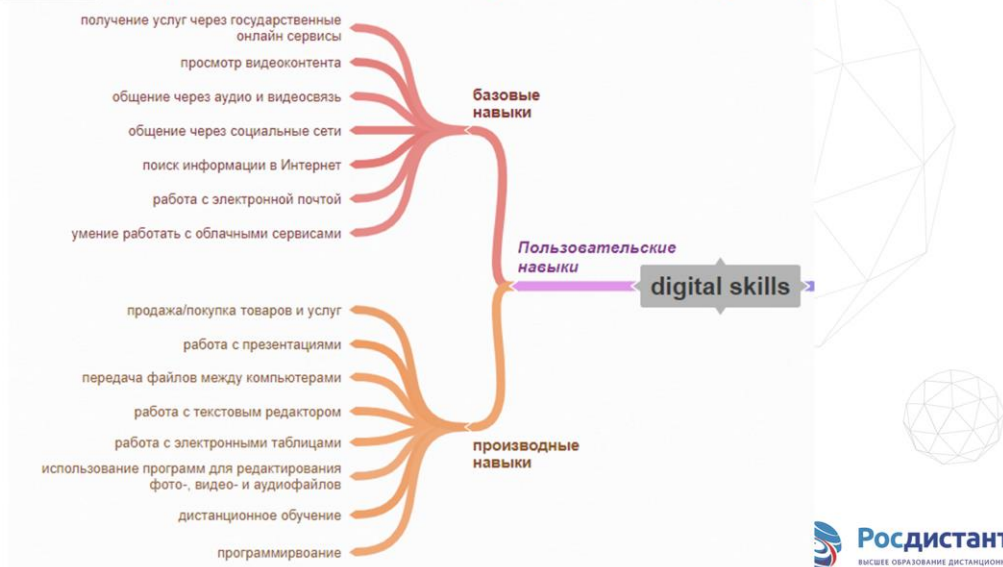 получение услуг через государственные
онлайн сервисы
просмотр видеоконтента
общение через аудио и видеосвязь
общение через социальные сети
поиск информации в Интернет
работа с электронной почтой
умение работать с облачными сервисами
базовые
навыки
Пользовательские
навыки
digital skills
продажа/покупка товаров и услуг
работа с презентациями
передача файлов между компьютерами
работа с текстовым редактором
работа с электронными таблицами
использование программ для редактирования
фото-, видео- и аудиофайлов
дистанционное обучение
программирвоание
производные
навыки
Росдистант
ВЫСШЕЕ ОБРАЗОВАНИЕ ДИСТАНЦИОНН